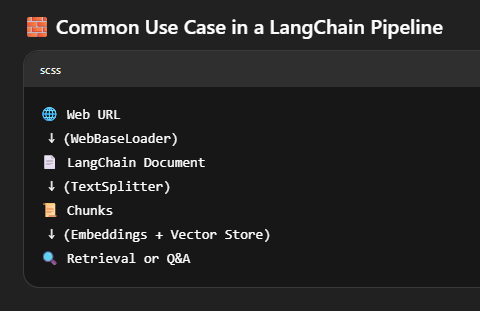 🧱 Common Use Case in a LangChain Pipeline
scss
🌐 Web URL
↓ (WebBaseLoader)
📄 LangChain Document
↓ (TextSplitter)
📜 Chunks
↓ (Embeddings + Vector Store)
🔍 Retrieval or Q&A